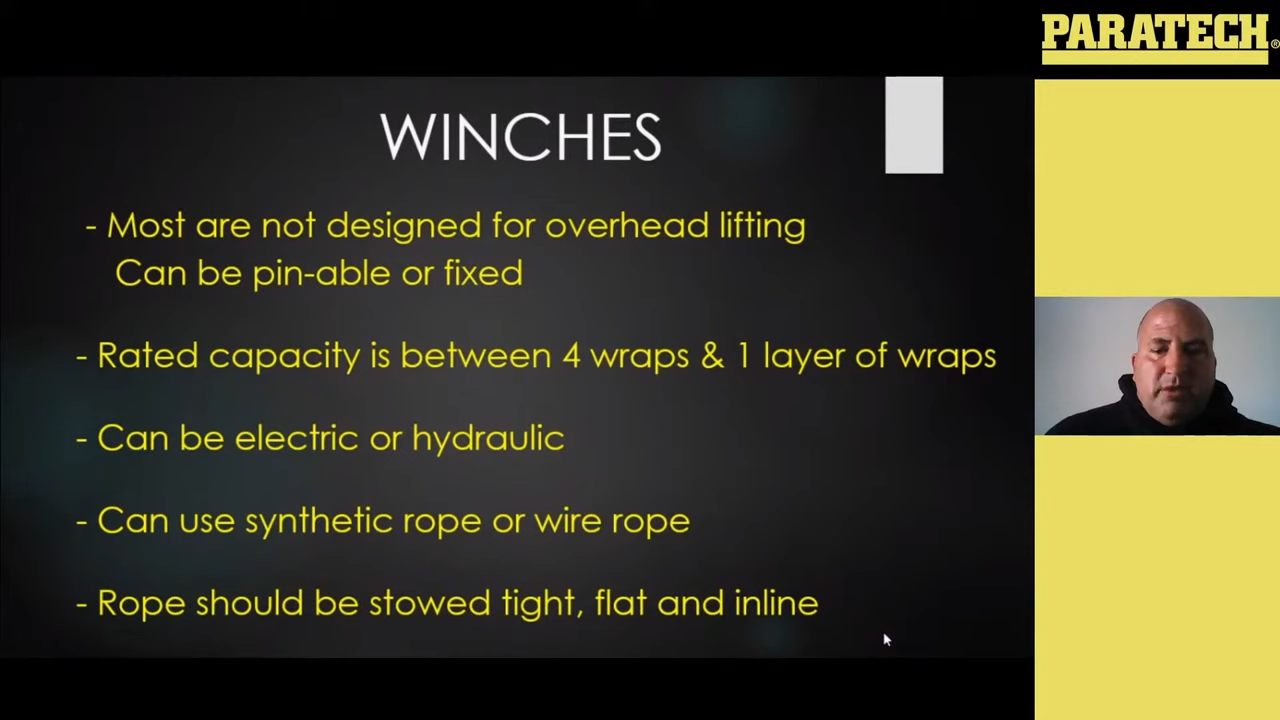 PARATECH®
WINCHES
- Most are not designed for overhead lifting
Can be pin-able or fixed
- Rated capacity is between 4 wraps & 1 layer of wraps
- Can be electric or hydraulic
- Can use synthetic rope or wire rope
- Rope should be stowed tight, flat and inline